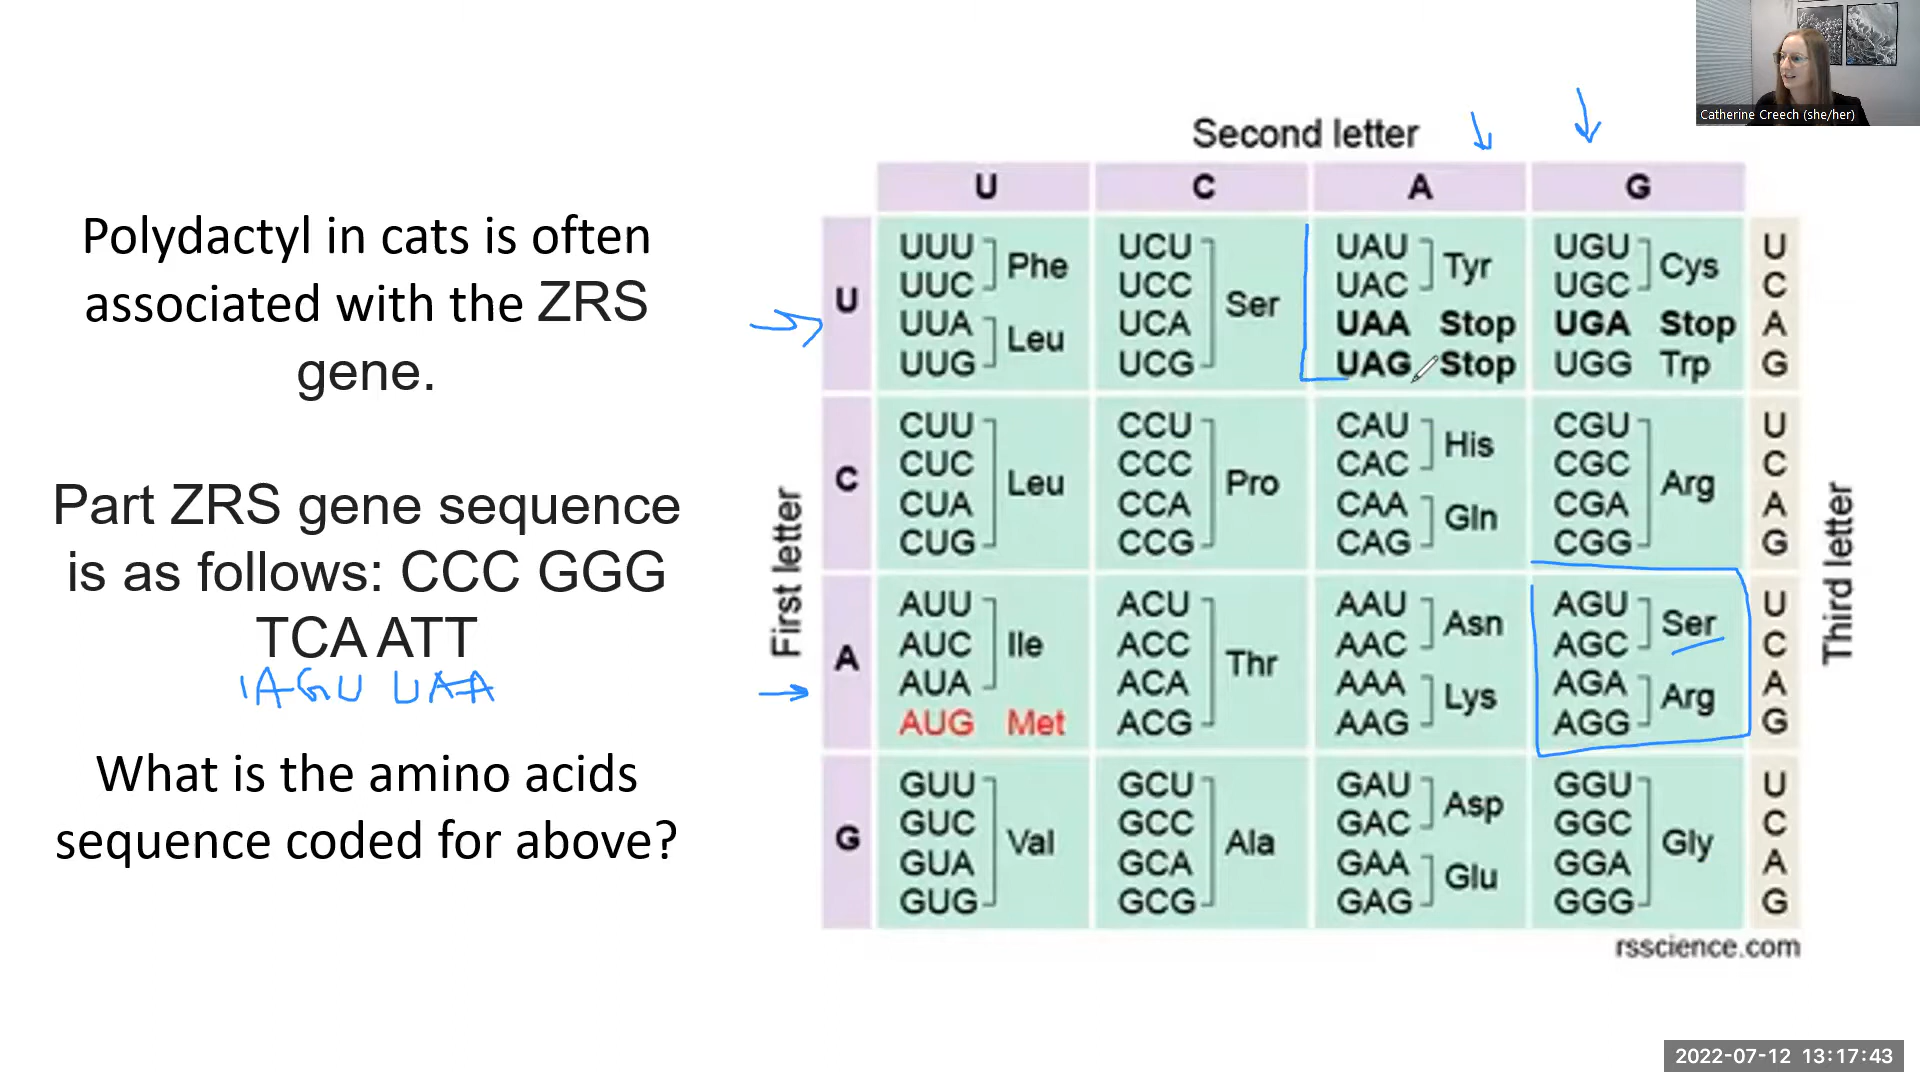 Catherine Creech (she/her)
Polydactyl in cats is often
associated with the ZRS
gene.
Part ZRS gene sequence
is as follows: CCC GGG
TCA ATT
AGU UAA
What is the amino acids
sequence coded for above?
Second letter
U C A G
First letter
Third letter
U
UUU
UUC
Phe
UUA
UUG
Leu
UCU
UCC
UCA
UCG
Ser
UAU
UAC
Tyr
UAA Stop
UAG Stop
UGU
UGC
Cys
UGA Stop
UGG Trp
U
C
A
G
C
CUU
CUC
CUA
CUG
Leu
CCU
CCC
CCA
CCG
Pro
CAU
CAC
His
CAA
CAG
Gln
CGU
CGC
CGA
CGG
Arg
U
C
A
G
A
AUU
AUC
AUA
Ile
AUG Met
ACU
ACC
ACA
ACG
Thr
AAU
AAC
Asn
AAA
AAG
Lys
AGU
AGC
Ser
AGA
AGG
Arg
U
C
A
G
G
GUU
GUC
GUA
GUG
Val
GCU
GCC
GCA
GCG
Ala
GAU
GAC
Asp
GAA
GAG
Glu
GGU
GGC
GGA
GGG
Gly
U
C
A
G
rsscience.com
2022-07-12 13:17:43